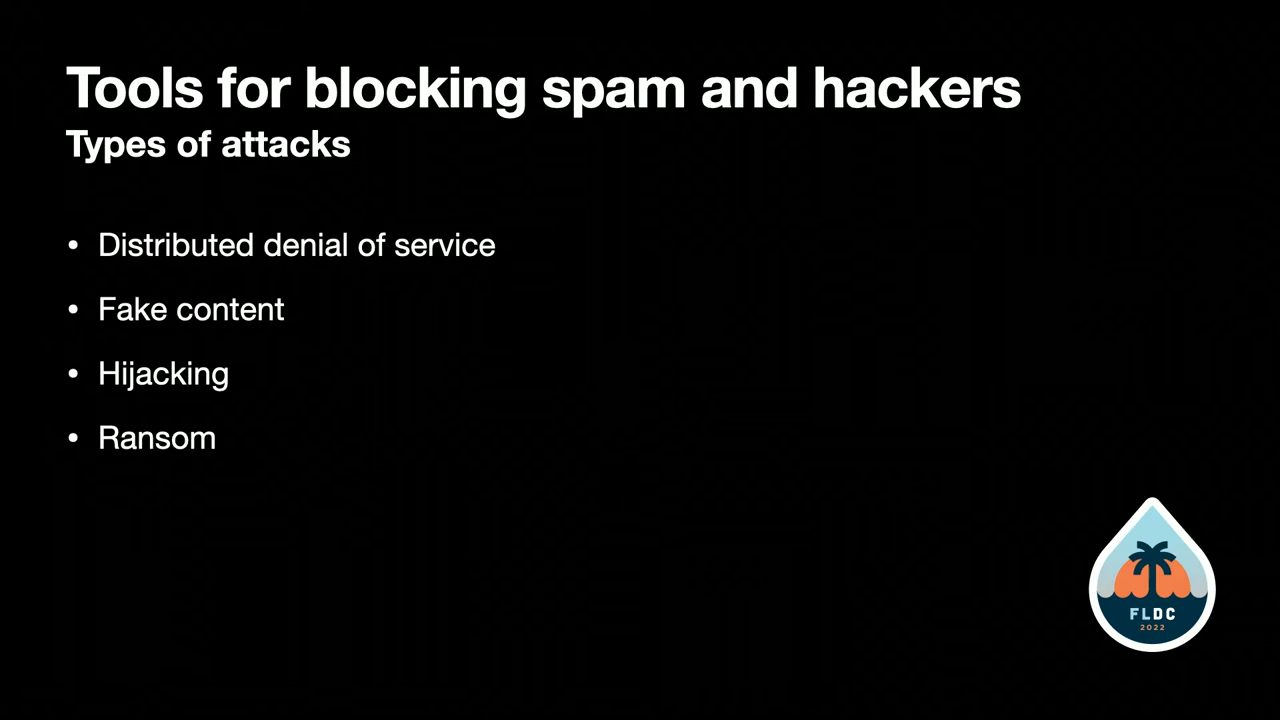 Tools for blocking spam and hackers
Types of attacks
• Distributed denial of service
• Fake content
• Hijacking
• Ransom
FLDC
2022